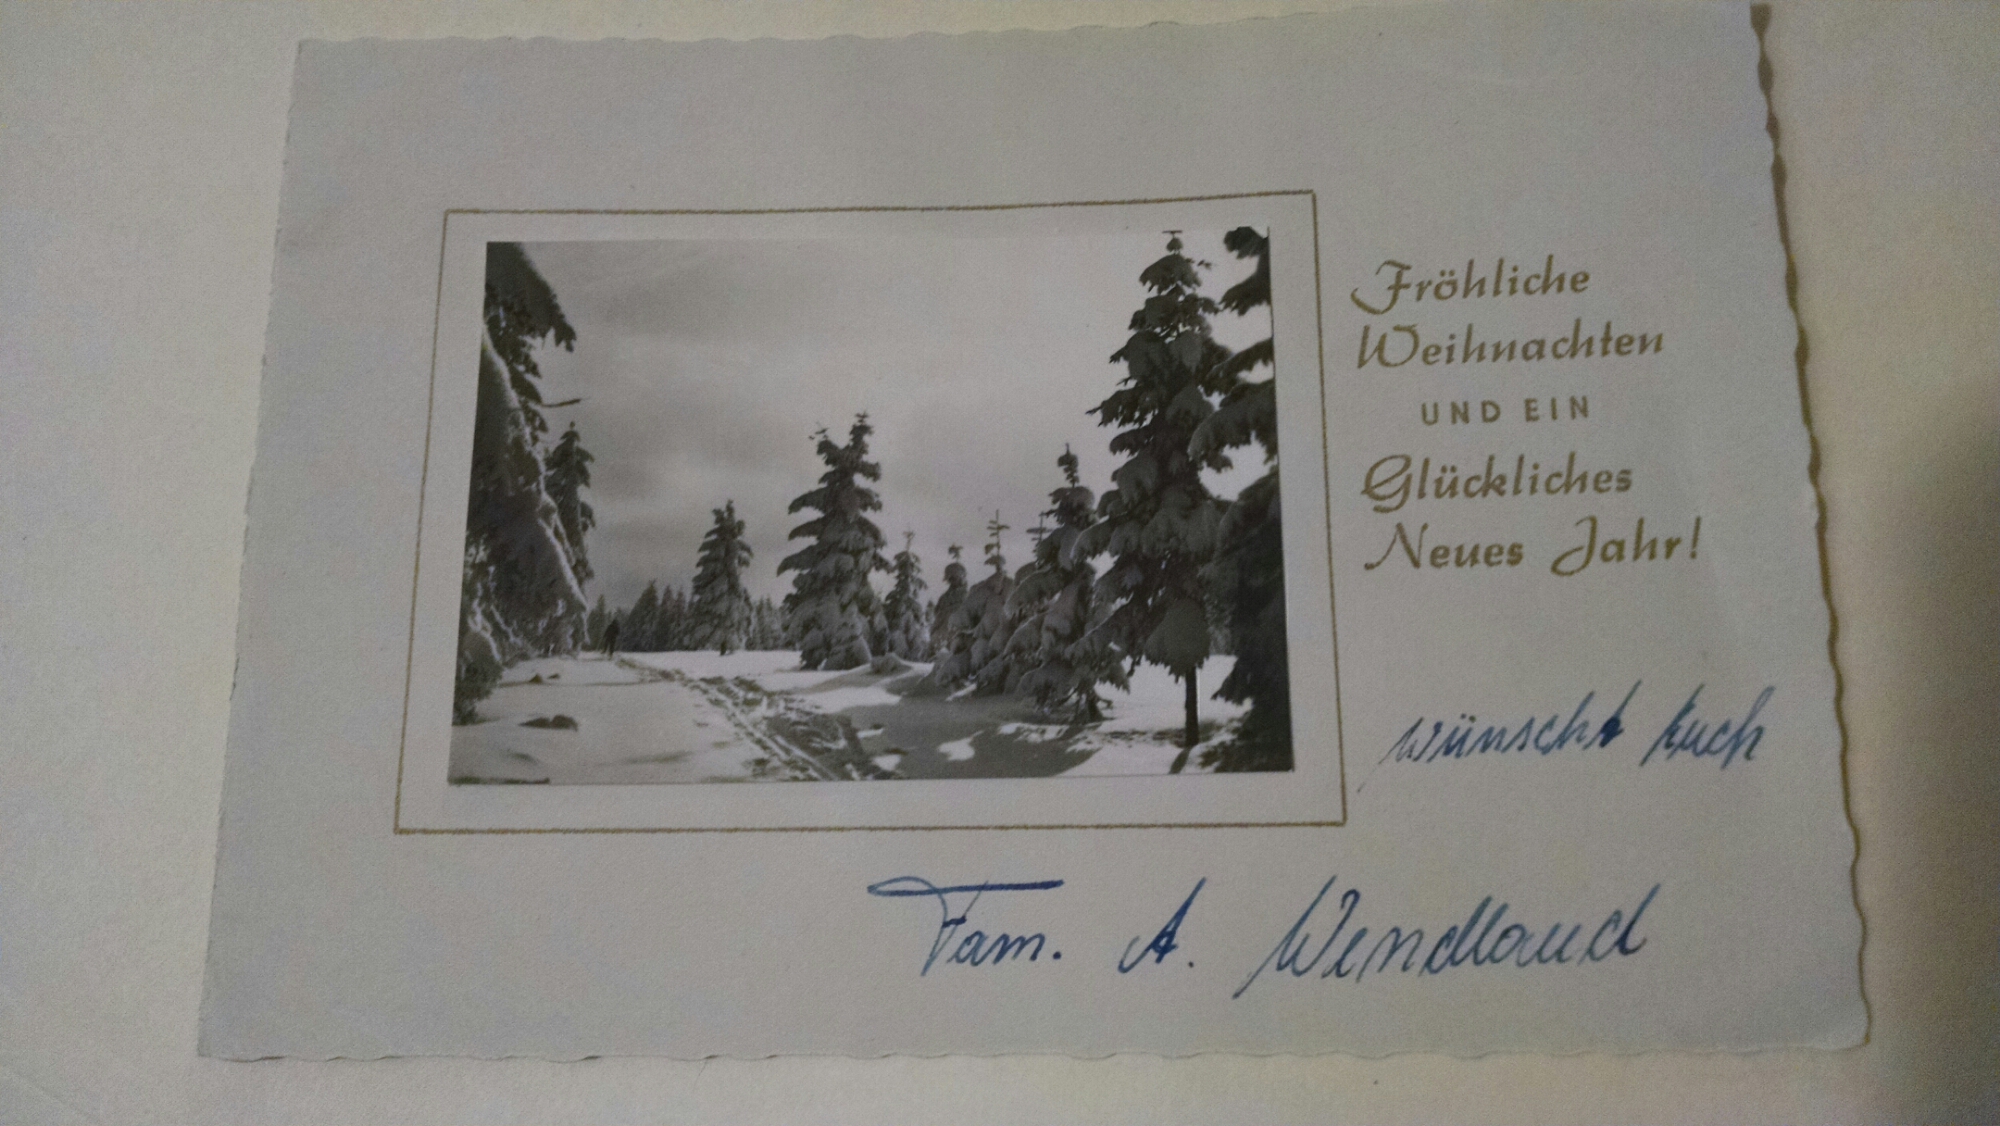 Fröhliche
Weihnachten
UND EIN
Glückliches
Neues Jahr!
wünscht Euch
Fam. A. Wendland